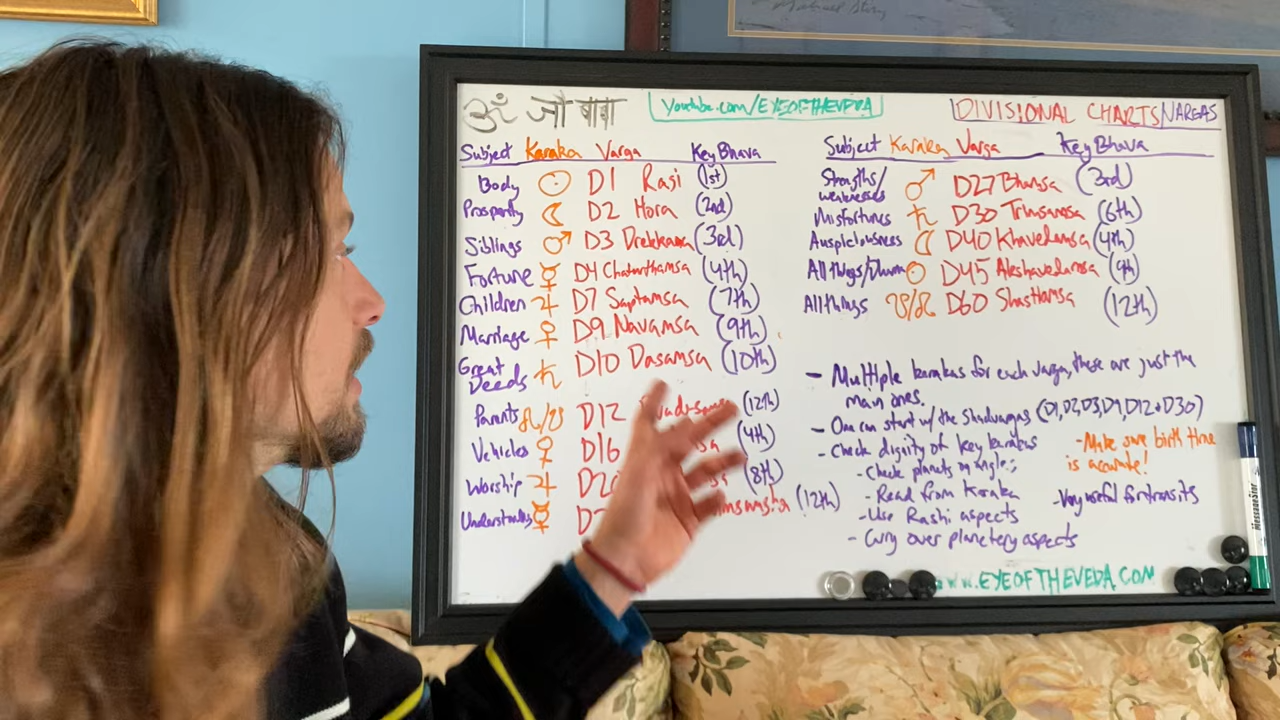 ॐ जौ बाबा
Youtube.com/EYEOFTHEVEDA
DIVISIONAL CHARTS/VARGAS
Subject Karaka Varga Key Bhava
Body ☉ D1 Rasi (1st)
Prosperity ☾ D2 Hora (2nd)
Siblings ♂ D3 Drekkana (3rd)
Fortune ☿ D4 Chaturthamsa (4th)
Children ♃ D7 Saptamsa (7th)
Marriage ♀ D9 Navamsa (9th)
Great Deeds ♄ D10 Dasamsa (10th)
Parents ☊/☋ D12 (12th)
Vehicles ♀ D16 (4th)
Worship ♃ (8th)
☿ (12th)
Subject Karaka Varga Key Bhava
Strengths/
weaknesses ♂ D27 Bhamsa (3rd)
Misfortunes ♄ D30 Trimsamsa (6th)
Auspiciousness ☾ D40 Khavedamsa (4th)
All things/Dharma ☉ D45 Akshavedamsa (9th)
All things ☋/☊ D60 (12th)
- Multiple karakas for each varga, these are just the
main ones.
- One can start w/ the Shadvargas (D1,D2,D3,D9,D12+D30)
- Check dignity of key karakas
- Check planets in angles
- Read from Karaka
- Use Rashi aspects
- Carry over planetary aspects
- Make sure birth time
is accurate!
- Very useful for transits
www.EYEOFTHEVEDA.COM